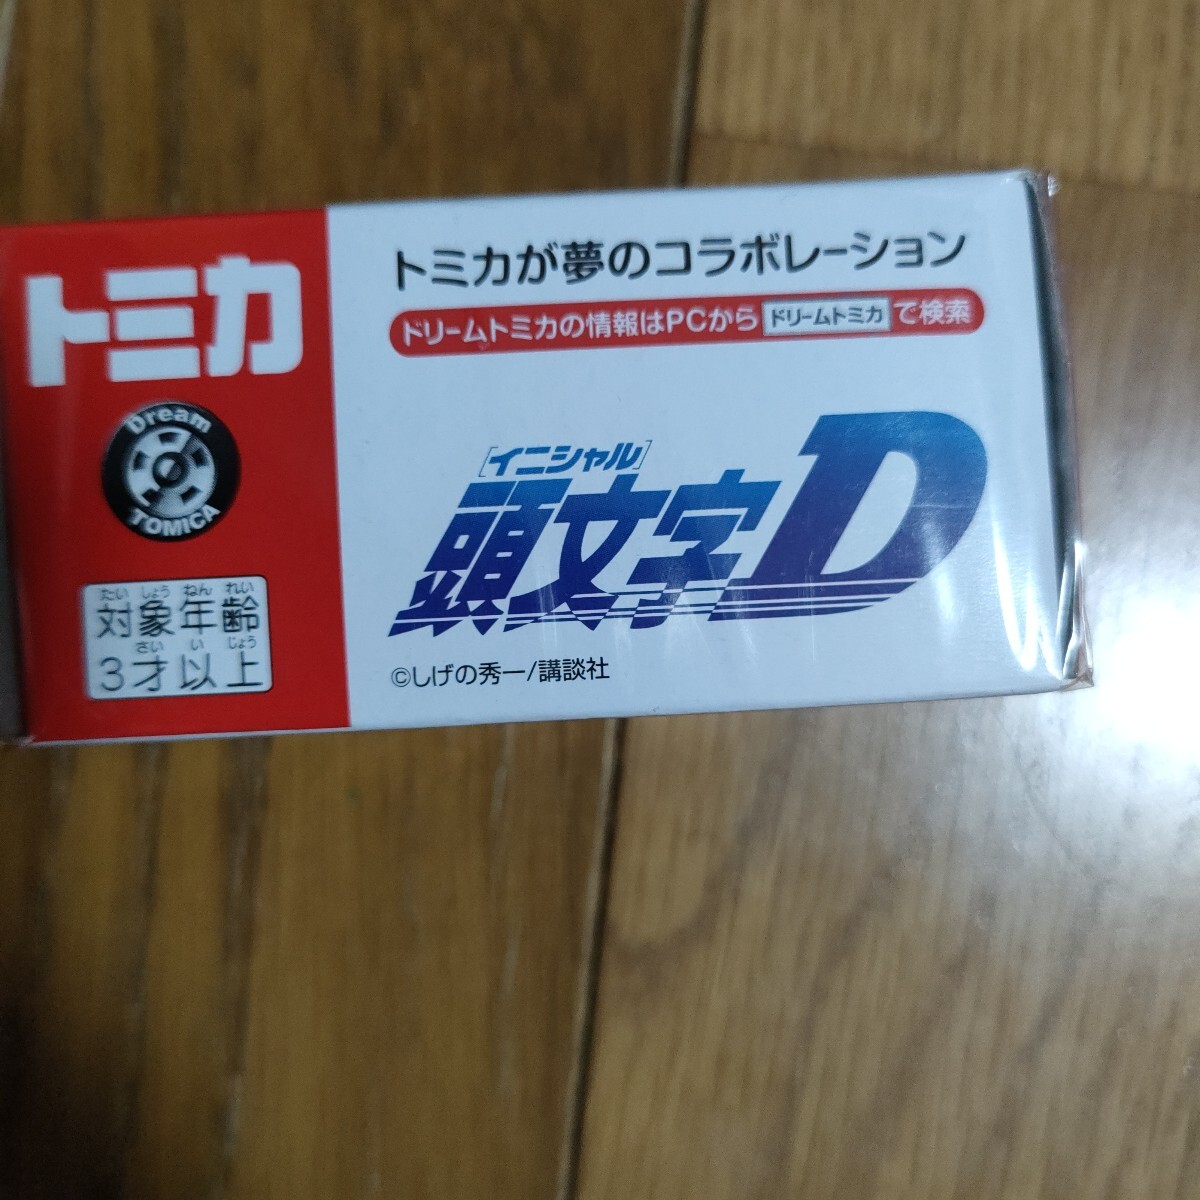 トミカ
Dream
TOMICA
たいしょうねんれい
対象年齢
さいいじょう
3才以上
トミカが夢のコラボレーション
ドリームトミカの情報はPCから ドリームトミカ で検索
[イニシャル]
頭文字D
©しげの秀一/講談社